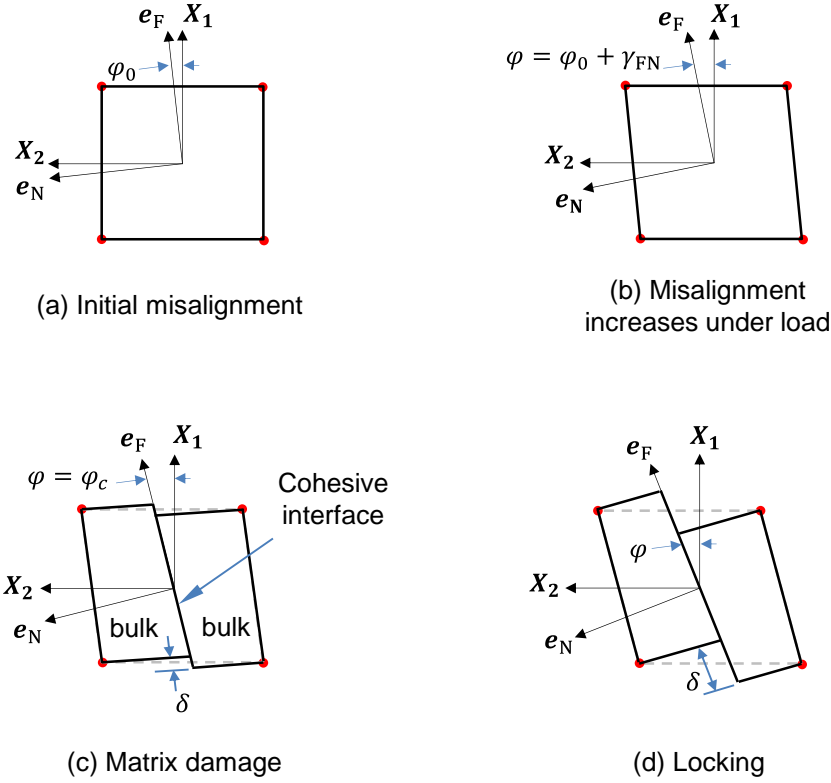 e_F X_1
φ_0
X_2
e_N
(a) Initial misalignment
e_F X_1
φ = φ_0 + γ_FN
X_2
e_N
(b) Misalignment
increases under load
e_F X_1
φ = φ_c
Cohesive
interface
X_2
e_N
bulk bulk
δ
(c) Matrix damage
e_F X_1
φ
X_2
e_N
δ
(d) Locking